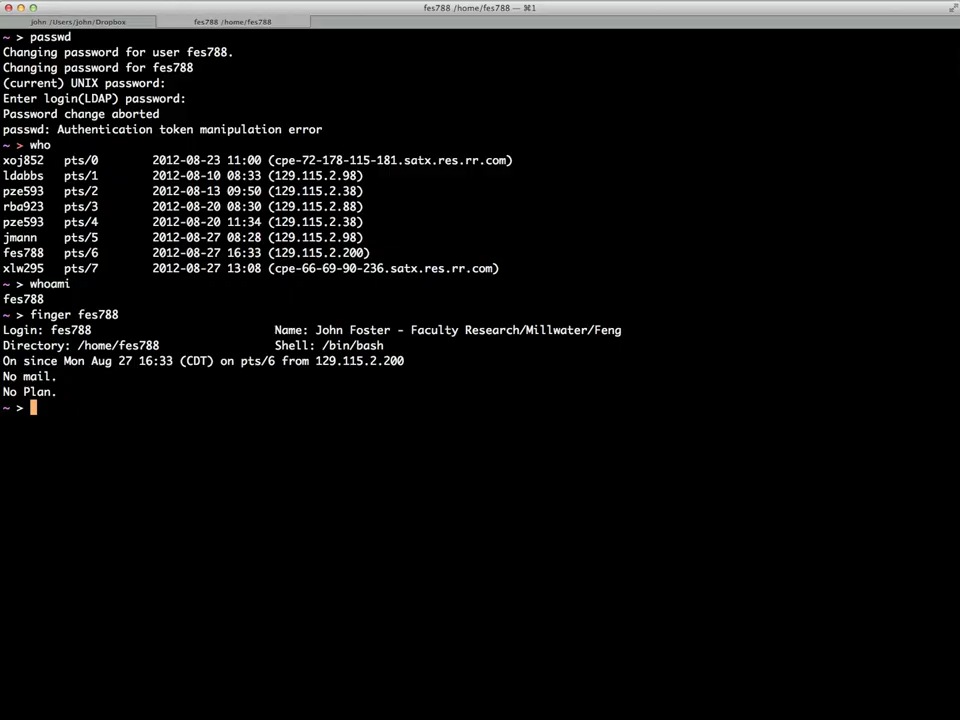 fes788 /home/fes788 — ⌘1
john /Users/john/Dropbox
fes788 /home/fes788
~ > passwd
Changing password for user fes788.
Changing password for fes788
(current) UNIX password:
Enter login(LDAP) password:
Password change aborted
passwd: Authentication token manipulation error
~ > who
xoj852   pts/0        2012-08-23 11:00 (cpe-72-178-115-181.satx.res.rr.com)
ldabbs   pts/1        2012-08-10 08:33 (129.115.2.98)
pze593   pts/2        2012-08-13 09:50 (129.115.2.38)
rba923   pts/3        2012-08-20 08:30 (129.115.2.88)
pze593   pts/4        2012-08-20 11:34 (129.115.2.38)
jmann    pts/5        2012-08-27 08:28 (129.115.2.98)
fes788   pts/6        2012-08-27 16:33 (129.115.2.200)
xlw295   pts/7        2012-08-27 13:08 (cpe-66-69-90-236.satx.res.rr.com)
~ > whoami
fes788
~ > finger fes788
Login: fes788                           Name: John Foster - Faculty Research/Millwater/Feng
Directory: /home/fes788                 Shell: /bin/bash
On since Mon Aug 27 16:33 (CDT) on pts/6 from 129.115.2.200
No mail.
No Plan.
~ >